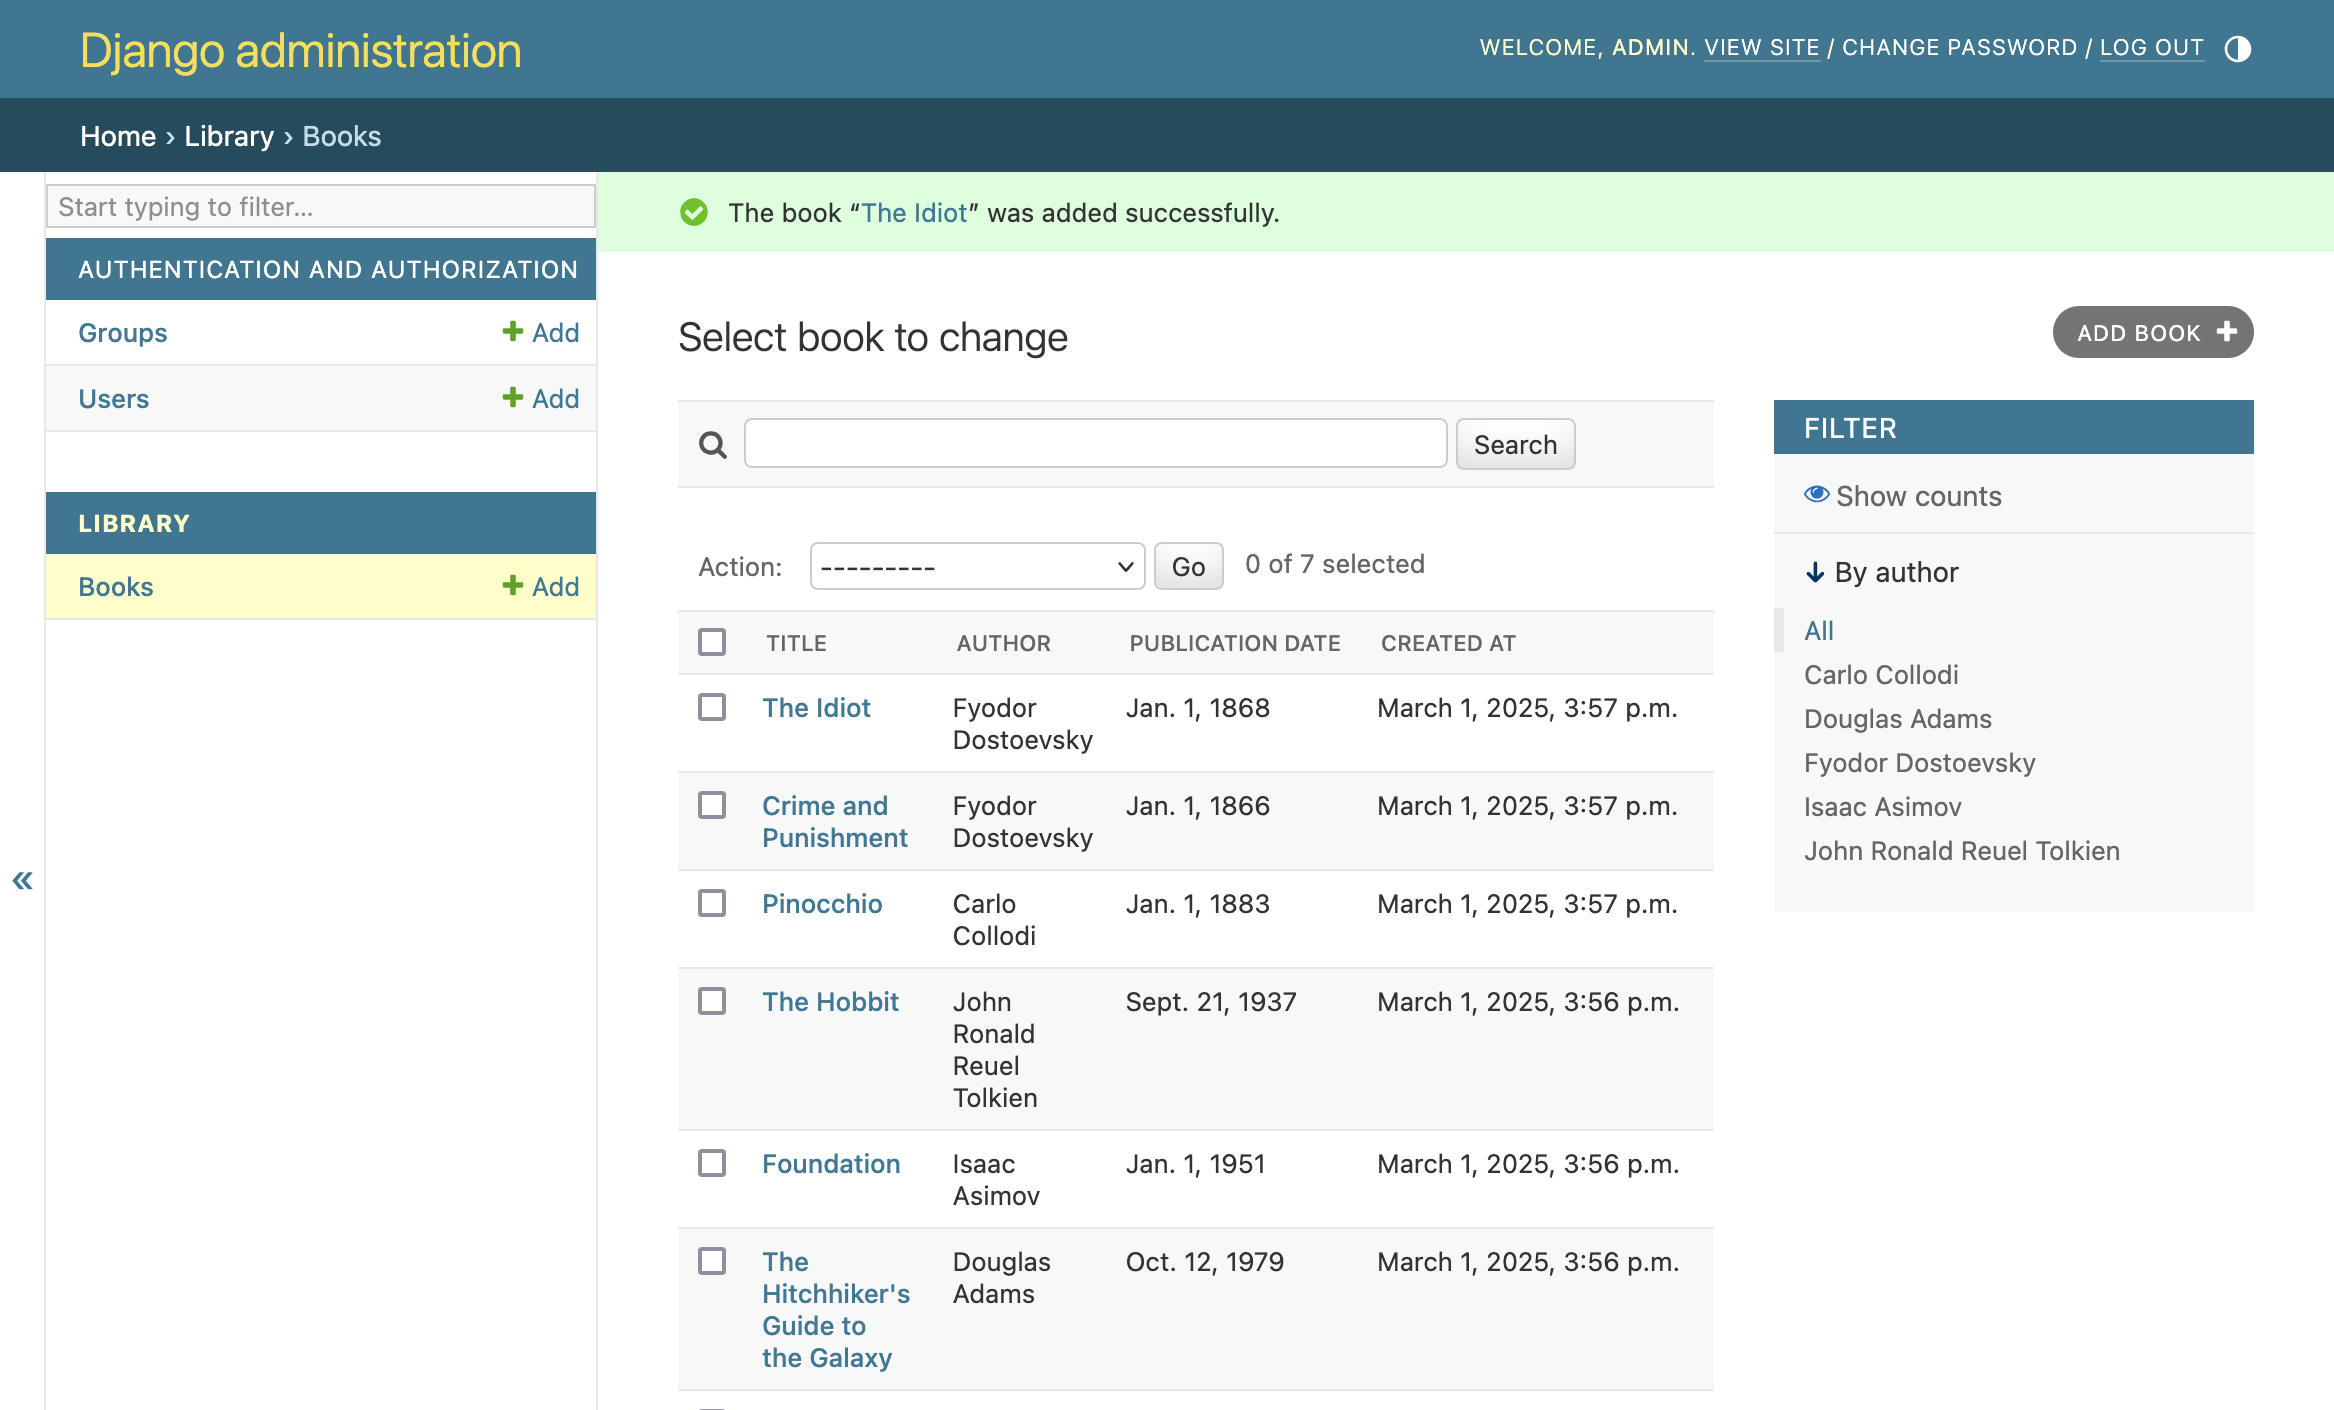 Django administration
WELCOME, ADMIN. VIEW SITE / CHANGE PASSWORD / LOG OUT
Home › Library › Books
Start typing to filter...
AUTHENTICATION AND AUTHORIZATION
Groups
Add
Users
Add
LIBRARY
Books
Add
The book “The Idiot” was added successfully.
Select book to change
ADD BOOK
Search
Action:
---------
Go
0 of 7 selected
TITLE AUTHOR PUBLICATION DATE CREATED AT
The Idiot
Fyodor
Dostoevsky
Jan. 1, 1868
March 1, 2025, 3:57 p.m.
Crime and
Punishment
Fyodor
Dostoevsky
Jan. 1, 1866
March 1, 2025, 3:57 p.m.
Pinocchio
Carlo
Collodi
Jan. 1, 1883
March 1, 2025, 3:57 p.m.
The Hobbit
John
Ronald
Reuel
Tolkien
Sept. 21, 1937
March 1, 2025, 3:56 p.m.
Foundation
Isaac
Asimov
Jan. 1, 1951
March 1, 2025, 3:56 p.m.
The
Hitchhiker's
Guide to
the Galaxy
Douglas
Adams
Oct. 12, 1979
March 1, 2025, 3:56 p.m.
FILTER
Show counts
By author
All
Carlo Collodi
Douglas Adams
Fyodor Dostoevsky
Isaac Asimov
John Ronald Reuel Tolkien
«